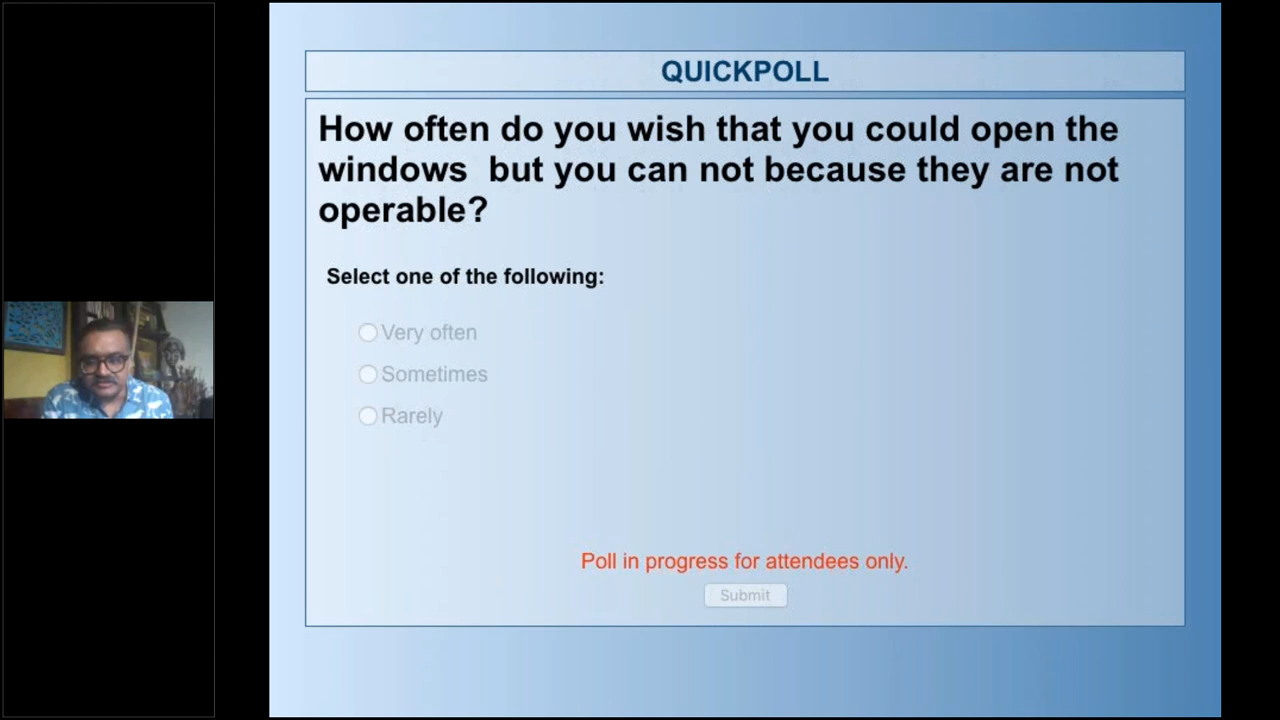 QUICKPOLL
How often do you wish that you could open the
windows  but you can not because they are not
operable?
Select one of the following:
Very often
Sometimes
Rarely
Poll in progress for attendees only.
Submit